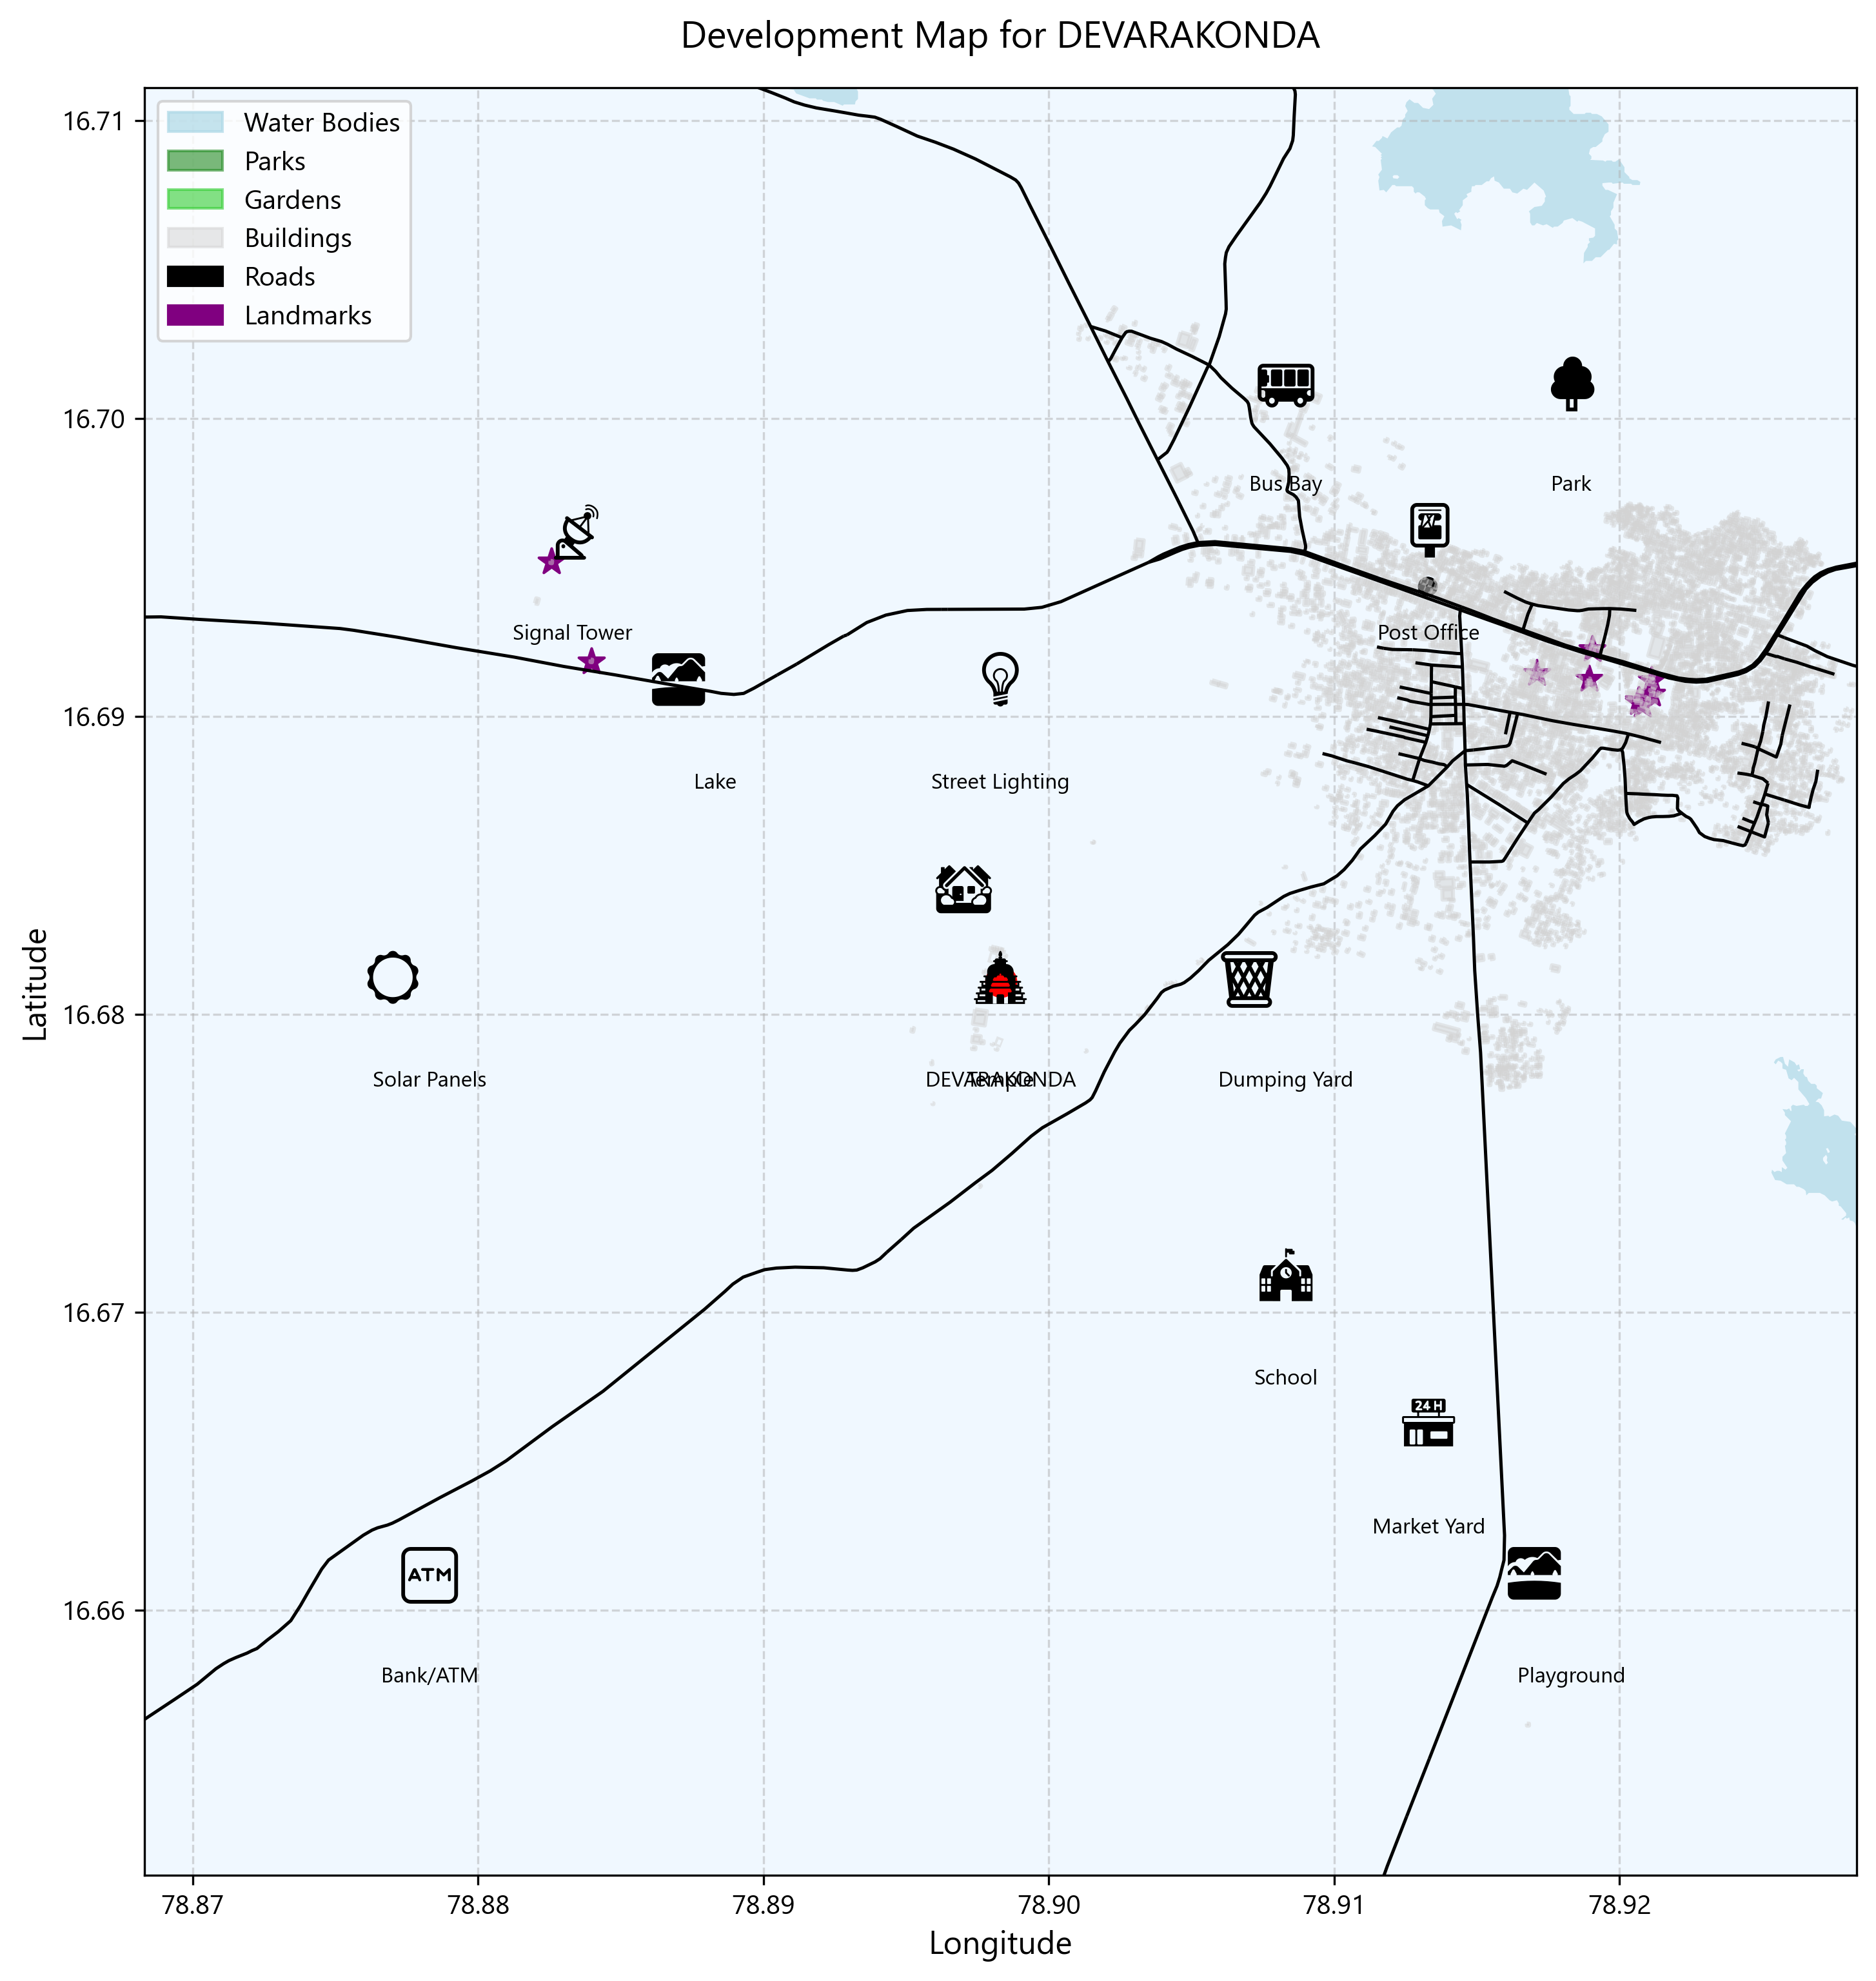 Development Map for DEVARAKONDA
Water Bodies
Parks
Gardens
Buildings
Roads
Landmarks
16.71
16.70
16.69
16.68
16.67
16.66
Latitude
Bus Bay
Park
Signal Tower
Post Office
Lake
Street Lighting
Solar Panels
DEVARAKONDA
Temple
Dumping Yard
School
24 H
Market Yard
ATM
Bank/ATM
Playground
78.87
78.88
78.89
78.90
78.91
78.92
Longitude